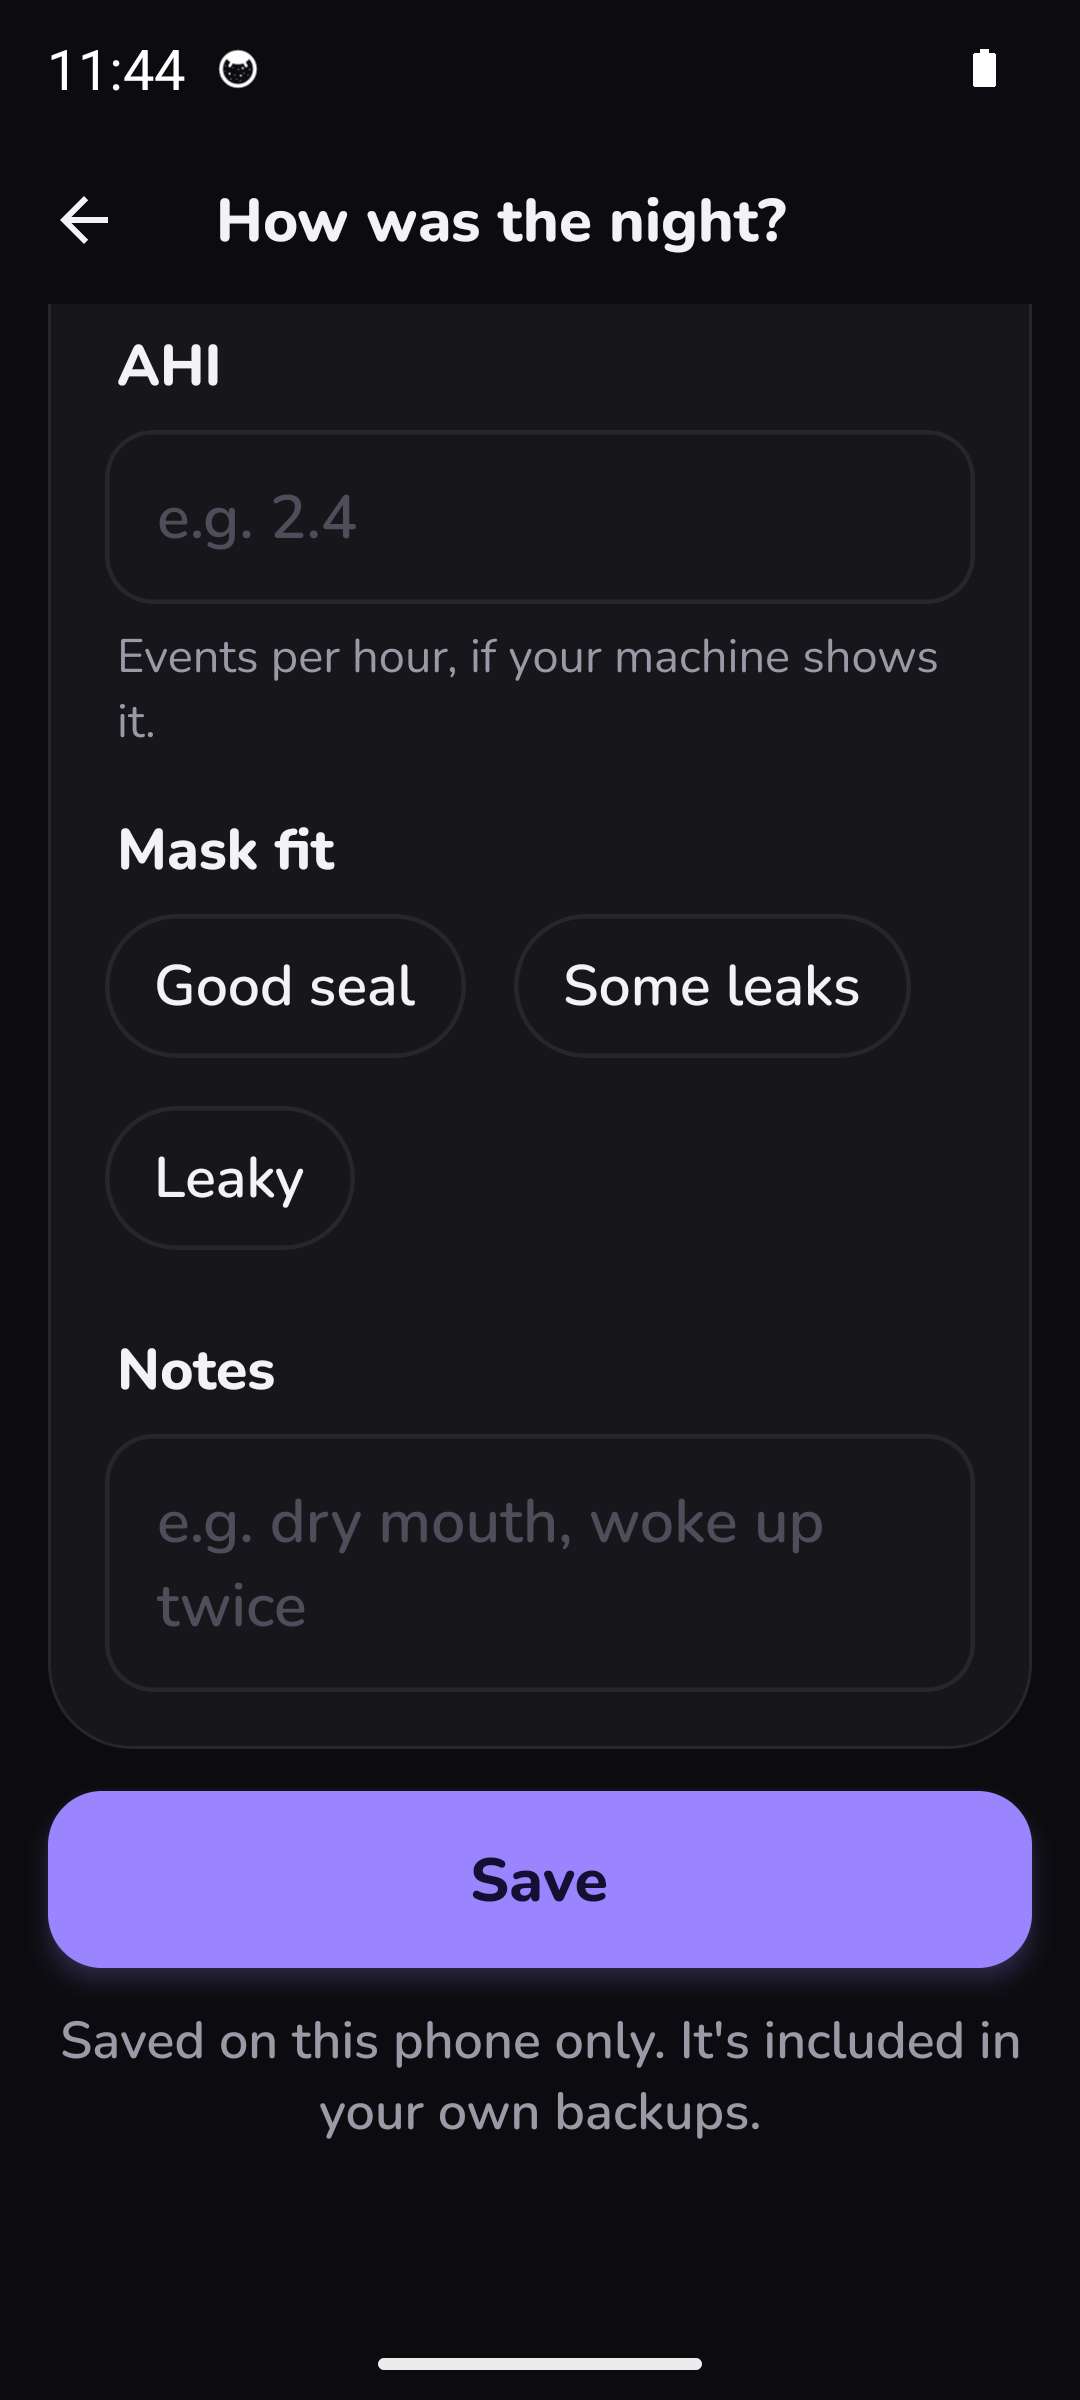 11:44
How was the night?
AHI
e.g. 2.4
Events per hour, if your machine shows
it.
Mask fit
Good seal
Some leaks
Leaky
Notes
e.g. dry mouth, woke up
twice
Save
Saved on this phone only. It's included in
your own backups.